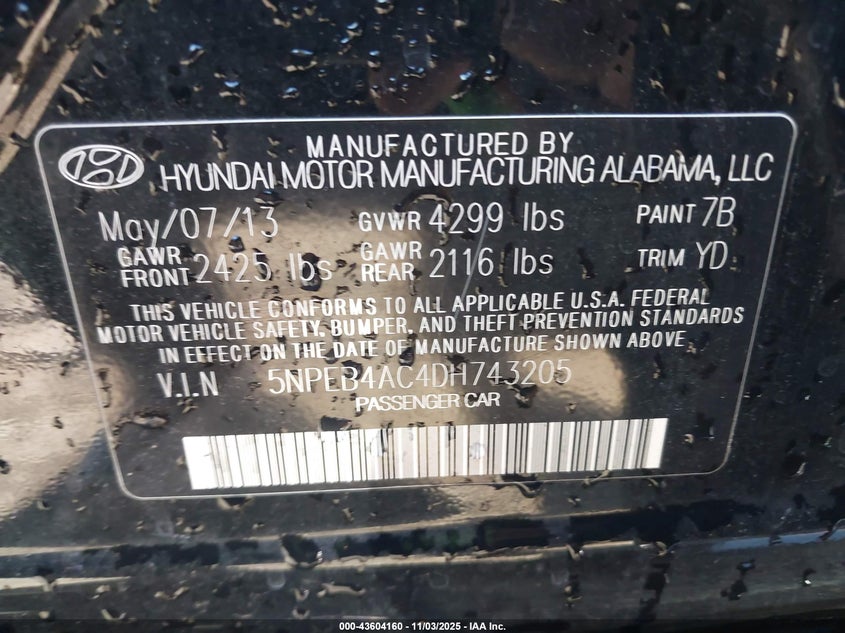 MANUFACTURED BY
HYUNDAI MOTOR MANUFACTURING ALABAMA, LLC
May/07/13 GVWR 4299 lbs PAINT 7B
GAWR FRONT 2425 lbs GAWR REAR 2116 lbs TRIM YD
THIS VEHICLE CONFORMS TO ALL APPLICABLE U.S.A. FEDERAL
MOTOR VEHICLE SAFETY, BUMPER, AND THEFT PREVENTION STANDARDS
IN EFFECT ON THE DATE OF MANUFACTURE SHOWN ABOVE
V.I.N 5NPEB4AC4DH743205
PASSENGER CAR
000-43604160 - 11/03/2025 - IAA Inc.